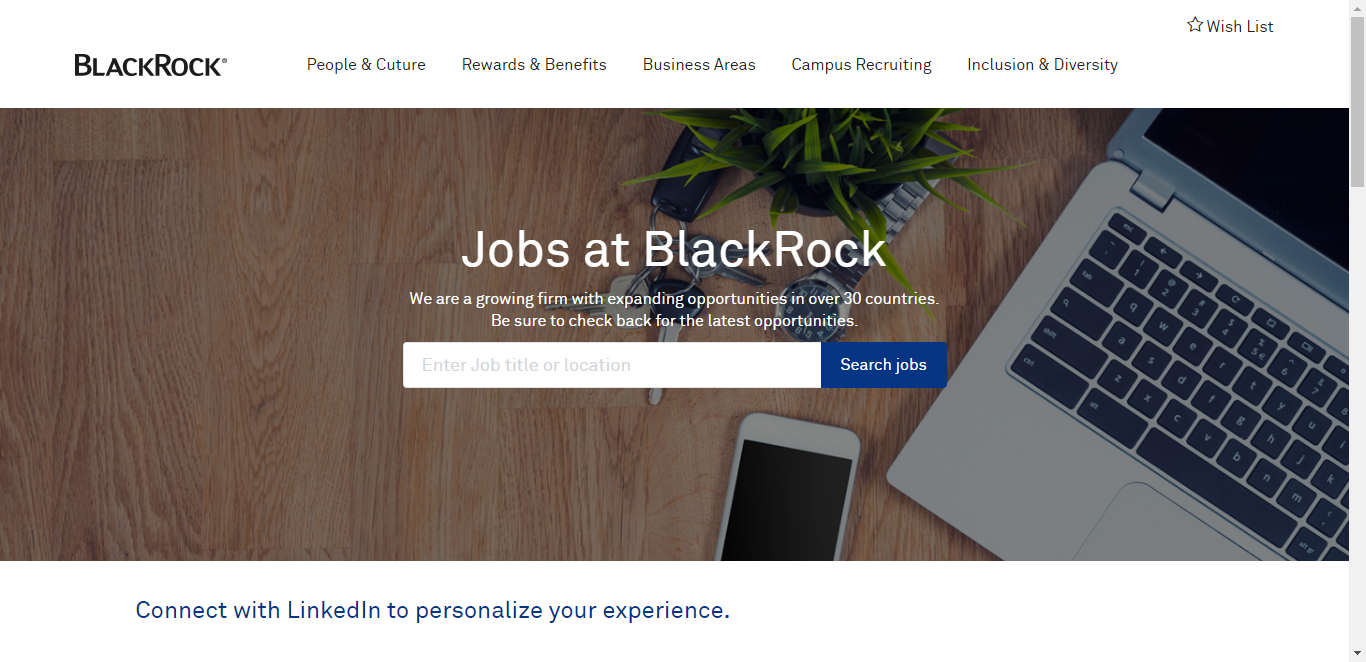 Wish List
BLACKROCK®
People & Cuture
Rewards & Benefits
Business Areas
Campus Recruiting
Inclusion & Diversity
Jobs at BlackRock
We are a growing firm with expanding opportunities in over 30 countries.
Be sure to check back for the latest opportunities.
Enter Job title or location
Search jobs
Connect with LinkedIn to personalize your experience.